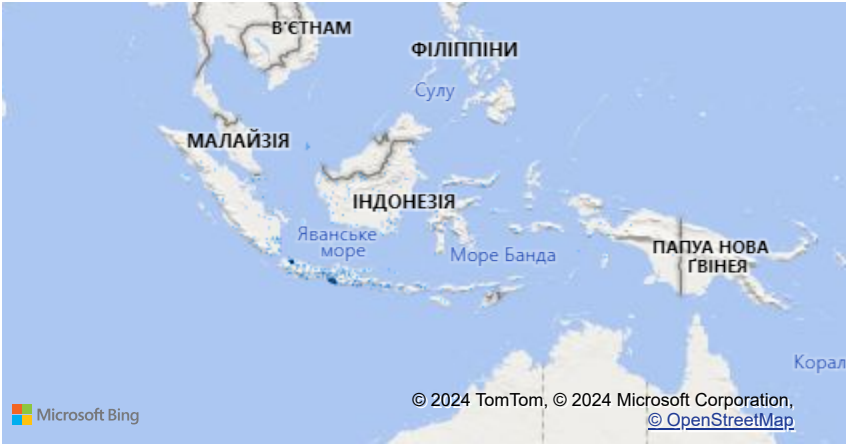 В'ЄТНАМ
ФІЛІППІНИ
Сулу
МАЛАЙЗІЯ
ІНДОНЕЗІЯ
Яванське
море
Море Банда
ПАПУА НОВА
ҐВІНЕЯ
Корал
Microsoft Bing
© 2024 TomTom, © 2024 Microsoft Corporation,
© OpenStreetMap